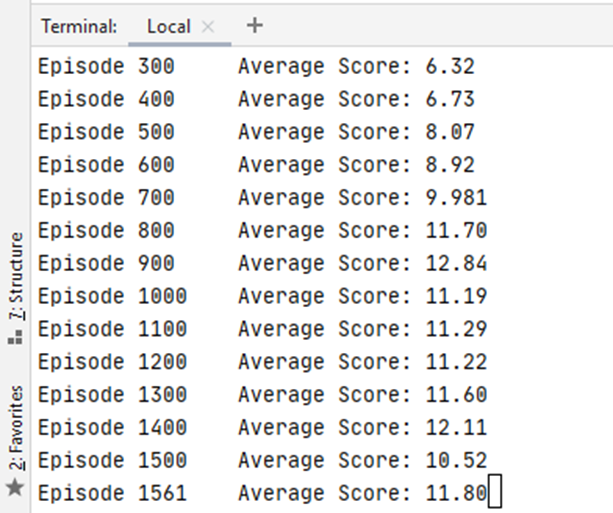 Terminal: Local × +
Episode 300 Average Score: 6.32
Episode 400 Average Score: 6.73
Episode 500 Average Score: 8.07
Episode 600 Average Score: 8.92
Episode 700 Average Score: 9.981
Episode 800 Average Score: 11.70
Episode 900 Average Score: 12.84
Episode 1000 Average Score: 11.19
Episode 1100 Average Score: 11.29
Episode 1200 Average Score: 11.22
Episode 1300 Average Score: 11.60
Episode 1400 Average Score: 12.11
Episode 1500 Average Score: 10.52
Episode 1561 Average Score: 11.80
7: Structure
2: Favorites